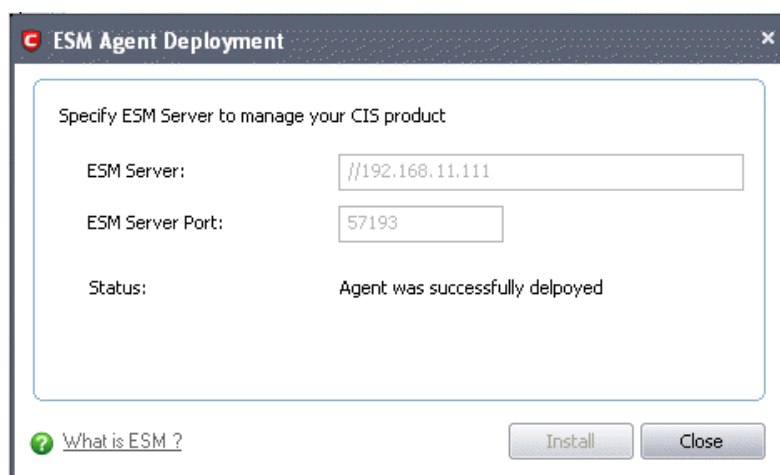 ESM Agent Deployment
Specify ESM Server to manage your CIS product
ESM Server: //192.168.11.111
ESM Server Port: 57193
Status: Agent was successfully delpoyed
What is ESM ? Install Close